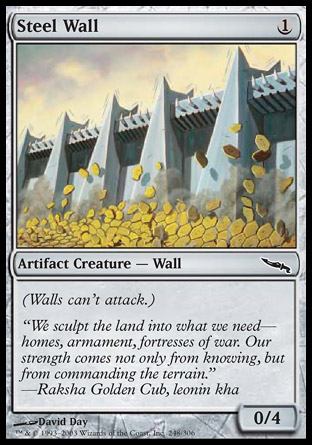 Steel Wall 1
Artifact Creature — Wall
(Walls can't attack.)
"We sculpt the land into what we need—
homes, armament, fortresses of war. Our
strength comes not only from knowing, but
from commanding the terrain."
—Raksha Golden Cub, leonin kha
David Day
™ & © 1993–2003 Wizards of the Coast, Inc. 248/306
0/4